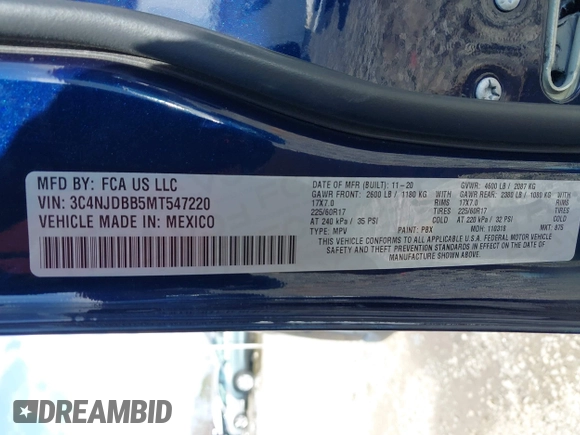 MFD BY: FCA US LLC
VIN: 3C4NJDBB5MT547220
VEHICLE MADE IN: MEXICO
DATE OF MFR (BUILT): 11-20 GVWR: 4600 LB / 2087 KG
GAWR FRONT: 2600 LB / 1180 KG GAWR REAR: 2380 LB / 1080 KG
17X7.0 RIMS 17X7.0 RIMS
225/60R17 TIRES 225/60R17 TIRES
AT 240 kPa / 35 PSI COLD AT 220 kPa / 32 PSI COLD
TYPE: MPV PAINT: PBX MDH: 110318 MKT: 875
THIS VEHICLE CONFORMS TO ALL APPLICABLE U.S.A. FEDERAL MOTOR VEHICLE
SAFETY AND THEFT PREVENTION STANDARDS IN EFFECT ON THE DATE OF
MANUFACTURE SHOWN ABOVE.
DREAMBID